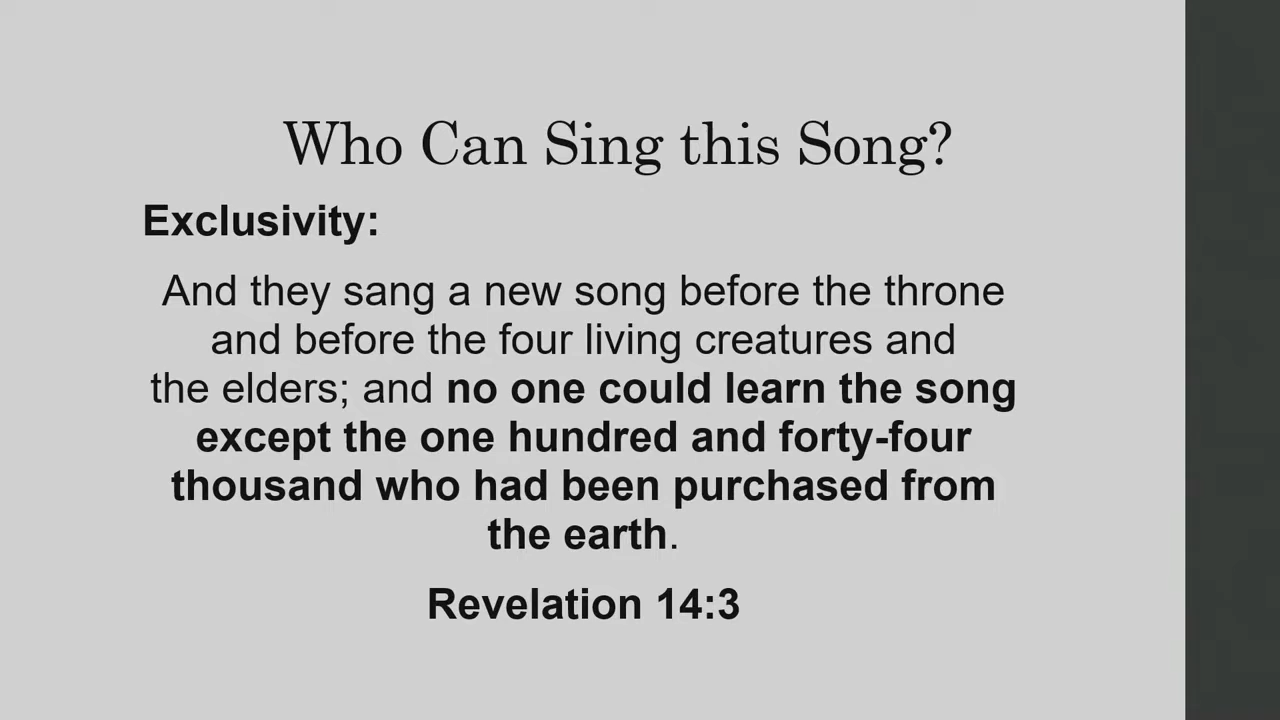 Who Can Sing this Song?
Exclusivity:
And they sang a new song before the throne
and before the four living creatures and
the elders; and no one could learn the song
except the one hundred and forty-four
thousand who had been purchased from
the earth.
Revelation 14:3